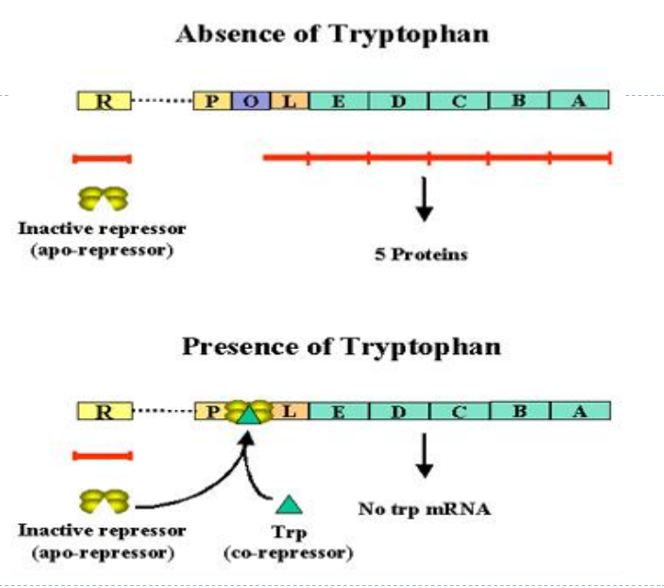 Absence of Tryptophan
R P O L E D C B A
Inactive repressor
(apo-repressor)
5 Proteins
Presence of Tryptophan
R P L E D C B A
No trp mRNA
Inactive repressor
(apo-repressor)
Trp
(co-repressor)